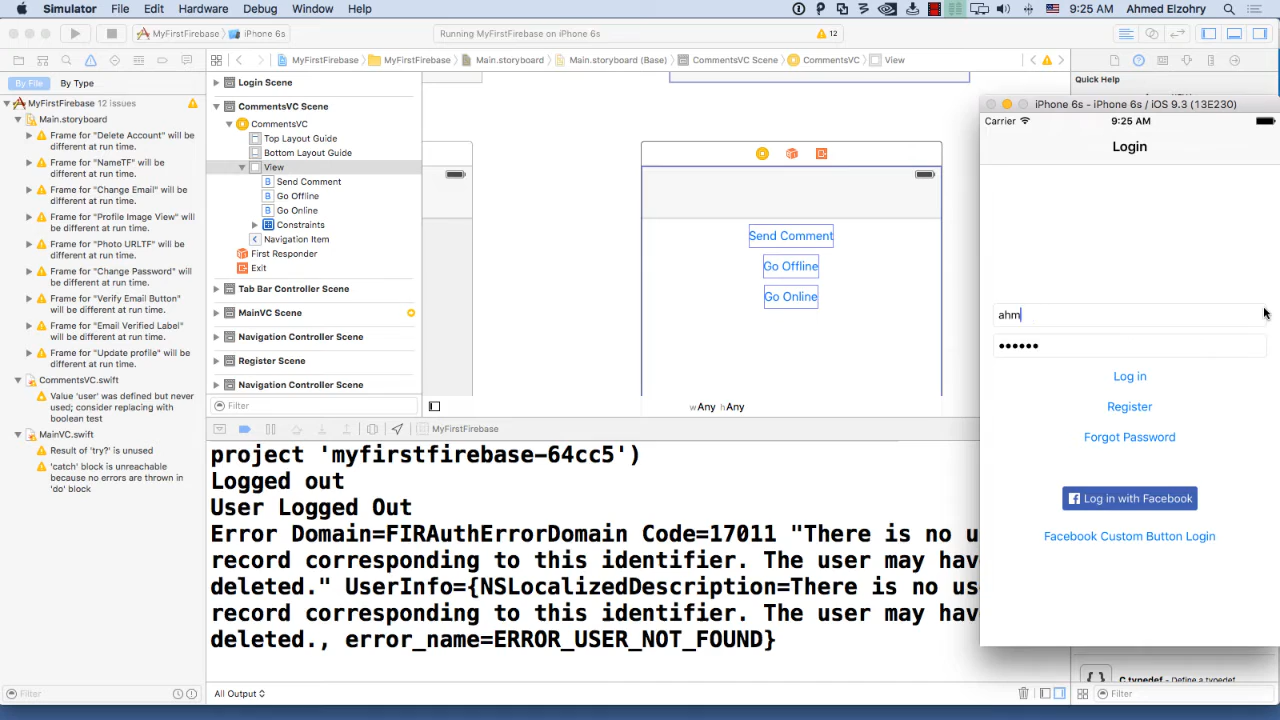 Simulator File Edit Hardware Debug Window Help
9:25 AM Ahmed Elzohry
MyFirstFirebase iPhone 6s
Running MyFirstFirebase on iPhone 6s
12
MyFirstFirebase MyFirstFirebase Main.storyboard Main.storyboard (Base) CommentsVC Scene CommentsVC View
By File By Type
MyFirstFirebase 12 issues
Main.storyboard
Frame for "Delete Account" will be
different at run time.
Frame for "NameTF" will be
different at run time.
Frame for "Change Email" will be
different at run time.
Frame for "Profile Image View" will be
different at run time.
Frame for "Photo URLTF" will be
different at run time.
Frame for "Change Password" will be
different at run time.
Frame for "Verify Email Button" will be
different at run time.
Frame for "Email Verified Label" will be
different at run time.
Frame for "Update profile" will be
different at run time.
CommentsVC.swift
Value 'user' was defined but never
used; consider replacing with
boolean test
MainVC.swift
Result of 'try?' is unused
'catch' block is unreachable
because no errors are thrown in
'do' block
Filter
Login Scene
CommentsVC Scene
CommentsVC
Top Layout Guide
Bottom Layout Guide
View
B Send Comment
B Go Offline
B Go Online
Constraints
Navigation Item
First Responder
Exit
Tab Bar Controller Scene
MainVC Scene
Navigation Controller Scene
Register Scene
Navigation Controller Scene
Filter
Send Comment
Go Offline
Go Online
wAny hAny
MyFirstFirebase
project 'myfirstfirebase-64cc5')
Logged out
User Logged Out
Error Domain=FIRAuthErrorDomain Code=17011 "There is no u
record corresponding to this identifier. The user may hav
deleted." UserInfo={NSLocalizedDescription=There is no us
record corresponding to this identifier. The user may hav
deleted., error_name=ERROR_USER_NOT_FOUND}
All Output
Quick Help
iPhone 6s - iPhone 6s / iOS 9.3 (13E230)
Carrier 9:25 AM
Login
ahm
••••••
Log in
Register
Forgot Password
f Log in with Facebook
Facebook Custom Button Login
{ } C typedef - Define a typedef
Filter